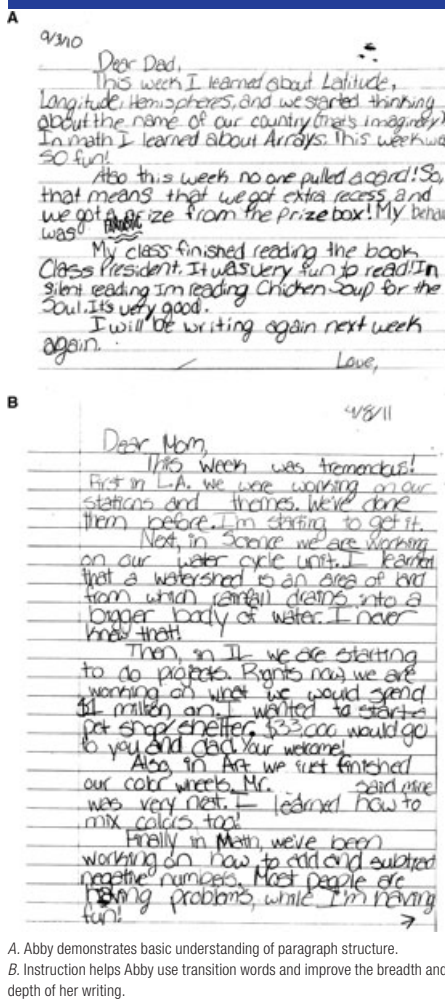 A
9/3/10
Dear Dad,
This week I learned about Latitude,
Longitude, Hemispheres, and we started thinking
about the name of our country (that's imaginary)
In math I learned about Arrays. This week wa
so fun!
Also this week no one pulled a card! So,
that means that we got extra recess, and
we got a prize from the prize box! My behav
was
My class finished reading the book
Class President. It was very fun to read! In
silent reading Im reading Chicken Soup for the
Soul. It's very good.
I will be writing again next week
again.
Love,
B
9/8/11
Dear Mom,
This week was tremendous!
First in L.A. we were working on our
stations and themes. We've done
them before. I'm starting to get it.
Next, in Science we are working
on our water cycle unit. I learned
that a watershed is an area of land
from which rainfall drains into a
bigger body of water. I never
knew that!
Then, in IL we are starting
to do projects. Rights now, we are
working on what we would spend
$1 million on. I wanted to start a
pet shop/shelter. $33,000 would go
to you and dad. Your welcome!
Also, in Art we just finished
our color wheels. Mr. said mine
was very neat. I learned how to
mix colors, too!
Finally in Math, we've been
working on how to add and subtract
negative numbers. Most people are
having problems, while I'm having
fun! →
A. Abby demonstrates basic understanding of paragraph structure.
B. Instruction helps Abby use transition words and improve the breadth and
depth of her writing.